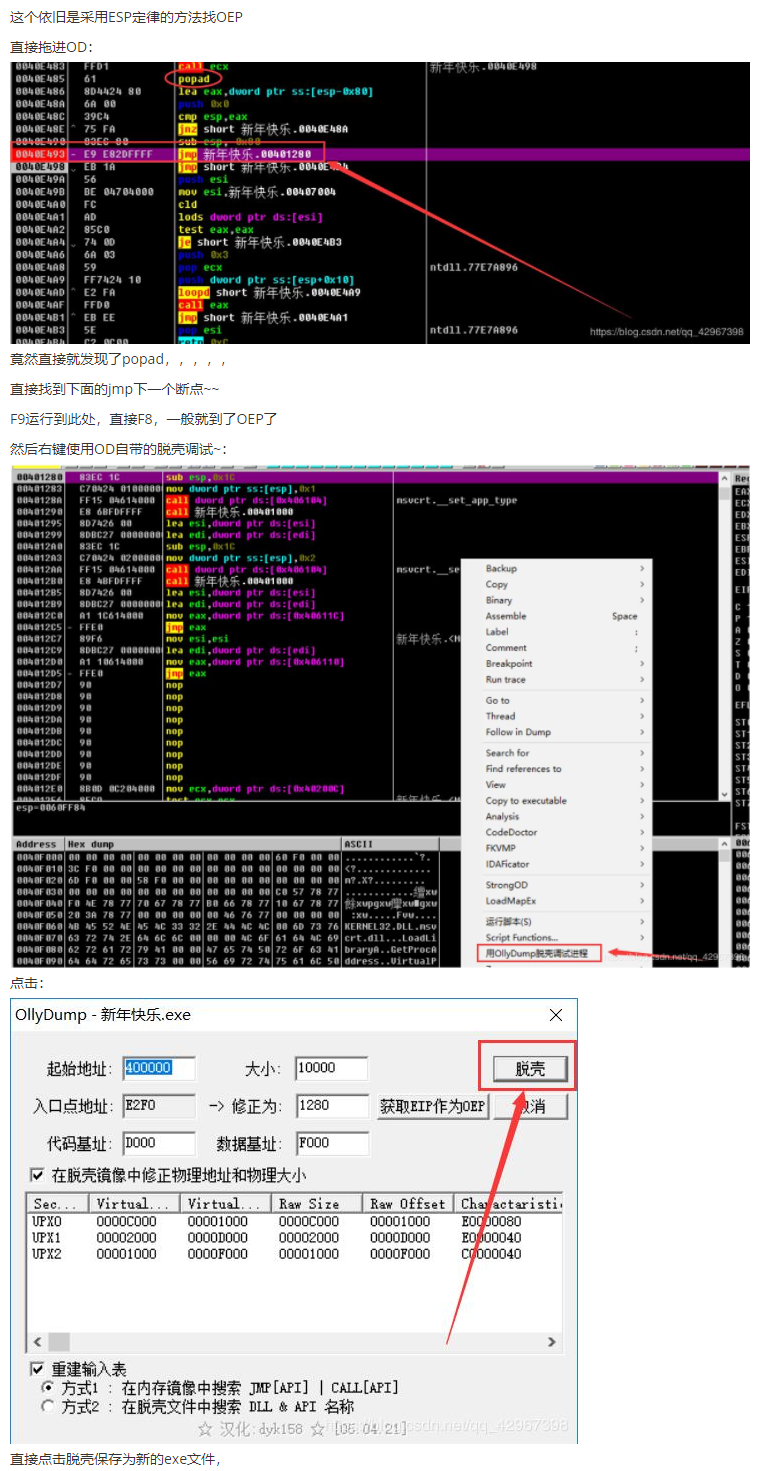 这个依旧是采用ESP定律的方法找OEP
直接拖进OD：
0040E483 FFD1 call ecx 新年快乐.0040E498
0040E485 61 popad
0040E486 8D4424 80 lea eax,dword ptr ss:[esp-0x80]
0040E48A 6A 00 push 0x0
0040E48C 39C4 cmp esp,eax
0040E48E 75 FA jnz short 新年快乐.0040E48A
0040E490 83EC 80 sub esp,-0x80
0040E493 - E9 E82DFFFF jmp 新年快乐.00401280
0040E498 EB 1A jmp short 新年快乐.0040E4B4
0040E49A 56 push esi
0040E49B BE 04704000 mov esi,新年快乐.00407004
0040E4A0 FC cld
0040E4A1 AD lods dword ptr ds:[esi]
0040E4A2 85C0 test eax,eax
0040E4A4 74 0D je short 新年快乐.0040E4B3
0040E4A6 6A 03 push 0x3
0040E4A8 59 pop ecx ntdll.77E7A896
0040E4A9 FF7424 10 push dword ptr ss:[esp+0x10]
0040E4AD E2 FA loopd short 新年快乐.0040E4A9
0040E4AF FFD0 call eax
0040E4B1 EB EE jmp short 新年快乐.0040E4A1
0040E4B3 5E pop esi ntdll.77E7A896
0040E4B4 C2 0C00 retn 0xC
https://blog.csdn.net/qq_42967398
竟然直接就发现了popad，，，，，
直接找到下面的jmp下一个断点~~
F9运行到此处，直接F8，一般就到了OEP了
然后右键使用OD自带的脱壳调试~：
00401280 83EC 1C sub esp,0x1C
00401283 C70424 01000000 mov dword ptr ss:[esp],0x1
0040128A FF15 04614000 call dword ptr ds:[0x406104] msvcrt.__set_app_type
00401290 E8 6BFDFFFF call 新年快乐.00401000
00401295 8D7426 00 lea esi,dword ptr ds:[esi]
00401299 8DBC27 00000000 lea edi,dword ptr ds:[edi]
004012A0 83EC 1C sub esp,0x1C
004012A3 C70424 02000000 mov dword ptr ss:[esp],0x2
004012AA FF15 04614000 call dword ptr ds:[0x406104] msvcrt.__se
004012B0 E8 4BFDFFFF call 新年快乐.00401000
004012B5 8D7426 00 lea esi,dword ptr ds:[esi]
004012B9 8DBC27 00000000 lea edi,dword ptr ds:[edi]
004012C0 A1 1C614000 mov eax,dword ptr ds:[0x40611C]
004012C5 - FFE0 jmp eax
004012C7 89F6 mov esi,esi 新年快乐.<M
004012C9 8DBC27 00000000 lea edi,dword ptr ds:[edi]
004012D0 A1 10614000 mov eax,dword ptr ds:[0x406110]
004012D5 - FFE0 jmp eax
004012D7 90 nop
004012D8 90 nop
004012D9 90 nop
004012DA 90 nop
004012DB 90 nop
004012DC 90 nop
004012DD 90 nop
004012DE 90 nop
004012DF 90 nop
004012E0 8B0D 0C204000 mov ecx,dword ptr ds:[0x40200C]
esp=0060FF84
Backup
Copy
Binary
Assemble Space
Label :
Comment ;
Breakpoint
Run trace
Go to
Thread
Follow in Dump
Search for
Find references to
View
Copy to executable
Analysis
CodeDoctor
FKVMP
IDAFicator
StrongOD
LoadMapEx
运行脚本(S)
Script Functions...
用OllyDump脱壳调试进程
Address Hex dump ASCII
0040F000 00 00 00 00 00 00 00 00 00 00 00 00 60 F0 00 00 ............`?.
0040F010 3C F0 00 00 00 00 00 00 00 00 00 00 00 00 00 00
0040F020 6D F0 00 00 58 F0 00 00 00 00 00 00 00 00 00 00
0040F030 00 00 00 00 00 00 00 00 00 00 00 00 C0 57 78 77
0040F040 F0 4E 78 77 70 67 78 77 B0 66 78 77 10 67 78 77
0040F050 20 3A 78 77 00 00 00 00 46 76 77 00 00 00 00
0040F060 4B 45 52 4E 45 4C 33 32 2E 44 4C 4C 00 6D 73 76 KERNEL32.DLL.msv
0040F070 63 72 74 2E 64 6C 6C 00 00 00 4C 6F 61 64 4C 69 crt.dll...LoadLi
0040F080 62 72 61 72 79 41 00 00 47 65 74 50 72 6F 63 41 braryA..GetProcA
0040F090 64 64 72 65 73 73 00 00 56 69 72 74 75 61 6C 50 ddress..VirtualP
点击：
OllyDump - 新年快乐.exe
起始地址: 400000 大小: 10000 脱壳
入口点地址: E2F0 -> 修正为: 1280 获取EIP作为OEP 取消
代码基址: D000 数据基址: F000
在脱壳镜像中修正物理地址和物理大小
Sec... Virtual... Virtual... Raw Size Raw Offset Charactaristi
UPX0 0000C000 00001000 0000C000 00001000 E0000080
UPX1 00002000 0000D000 00002000 0000D000 E0000040
UPX2 00001000 0000F000 00001000 0000F000 C0000040
重建输入表
方式1 : 在内存镜像中搜索 JMP[API] | CALL[API]
方式2 : 在脱壳文件中搜索 DLL & API 名称
☆ 汉化:dyk158 ☆ [05.04.21]
直接点击脱壳保存为新的exe文件，